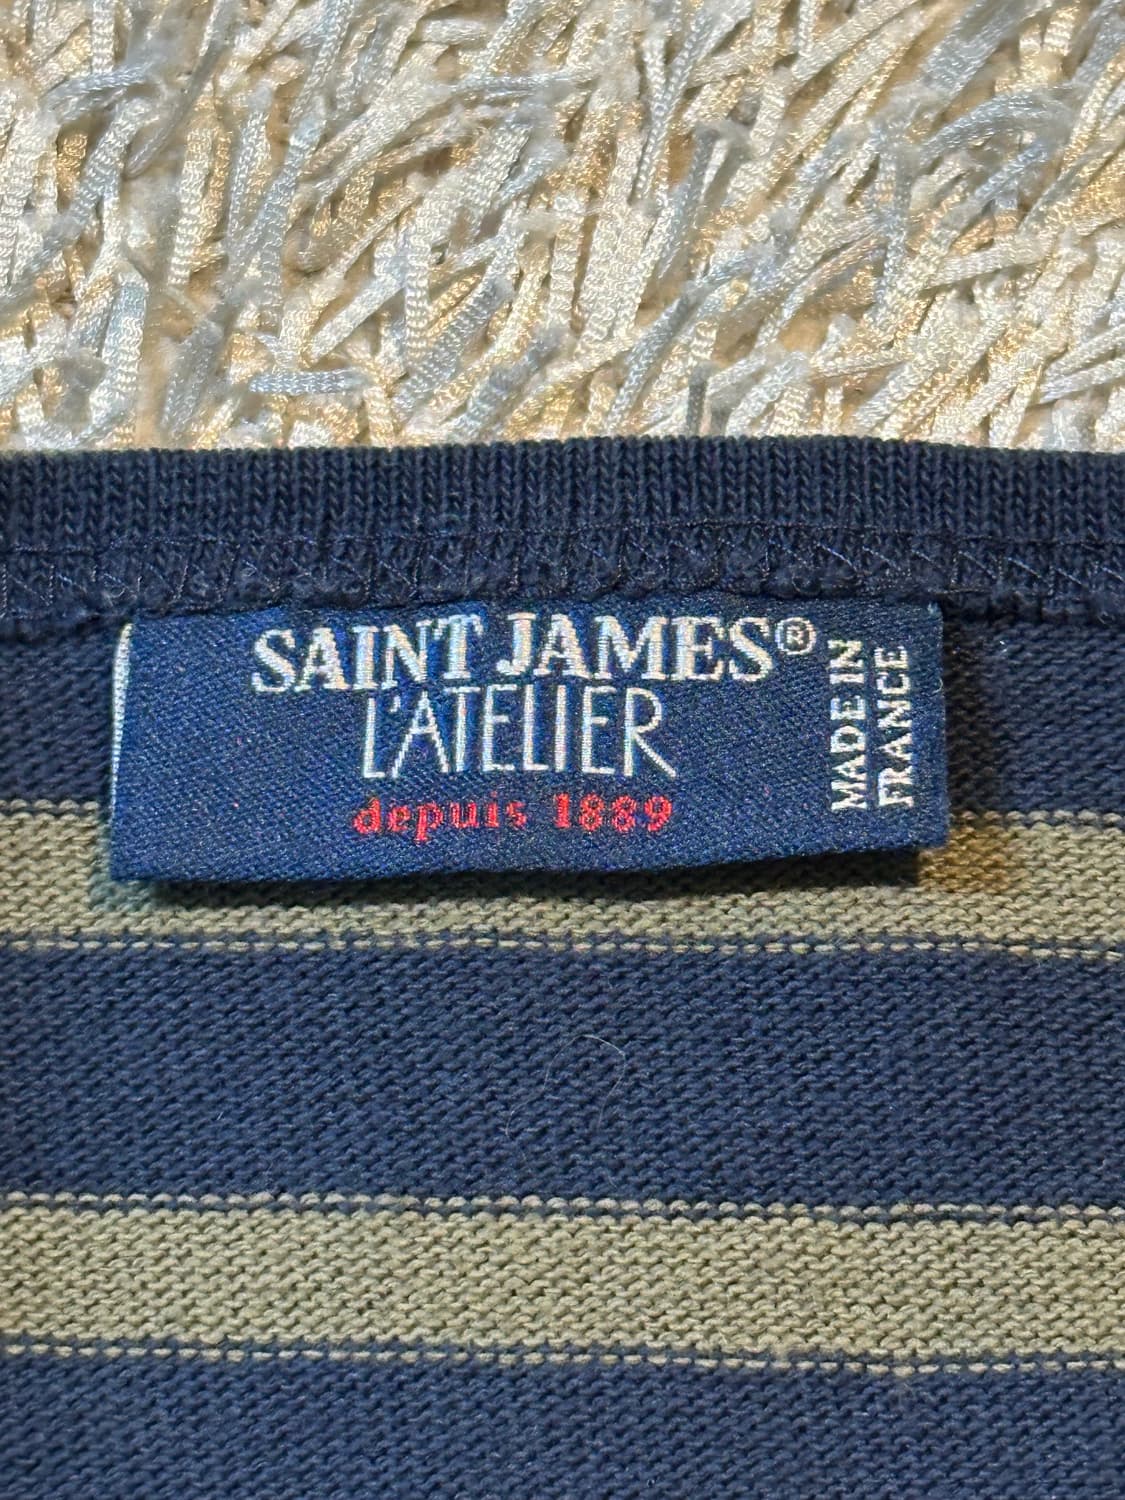 SAINT JAMES®
L'ATELIER
depuis 1889
MADE IN
FRANCE